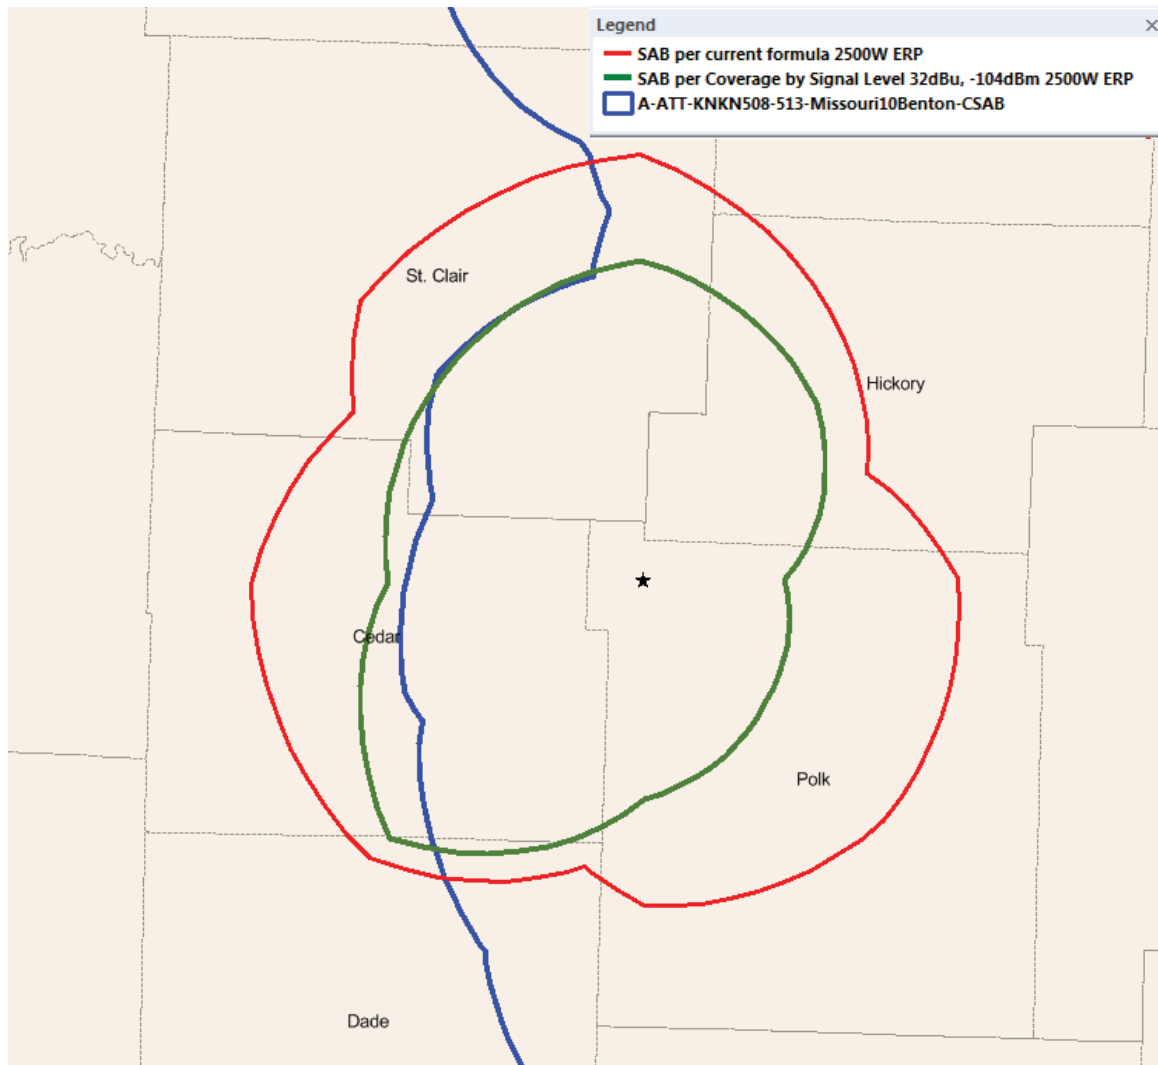 Legend
SAB per current formula 2500W ERP
SAB per Coverage by Signal Level 32dBu, -104dBm 2500W ERP
A-ATT-KNKN508-513-Missouri10Benton-CSAB
St. Clair
Hickory
Cedar
Polk
Dade